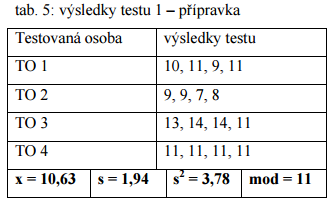 tab. 5: výsledky testu 1 – přípravka
Testovaná osoba výsledky testu
TO 1 10, 11, 9, 11
TO 2 9, 9, 7, 8
TO 3 13, 14, 14, 11
TO 4 11, 11, 11, 11
x = 10,63 s = 1,94 s² = 3,78 mod = 11